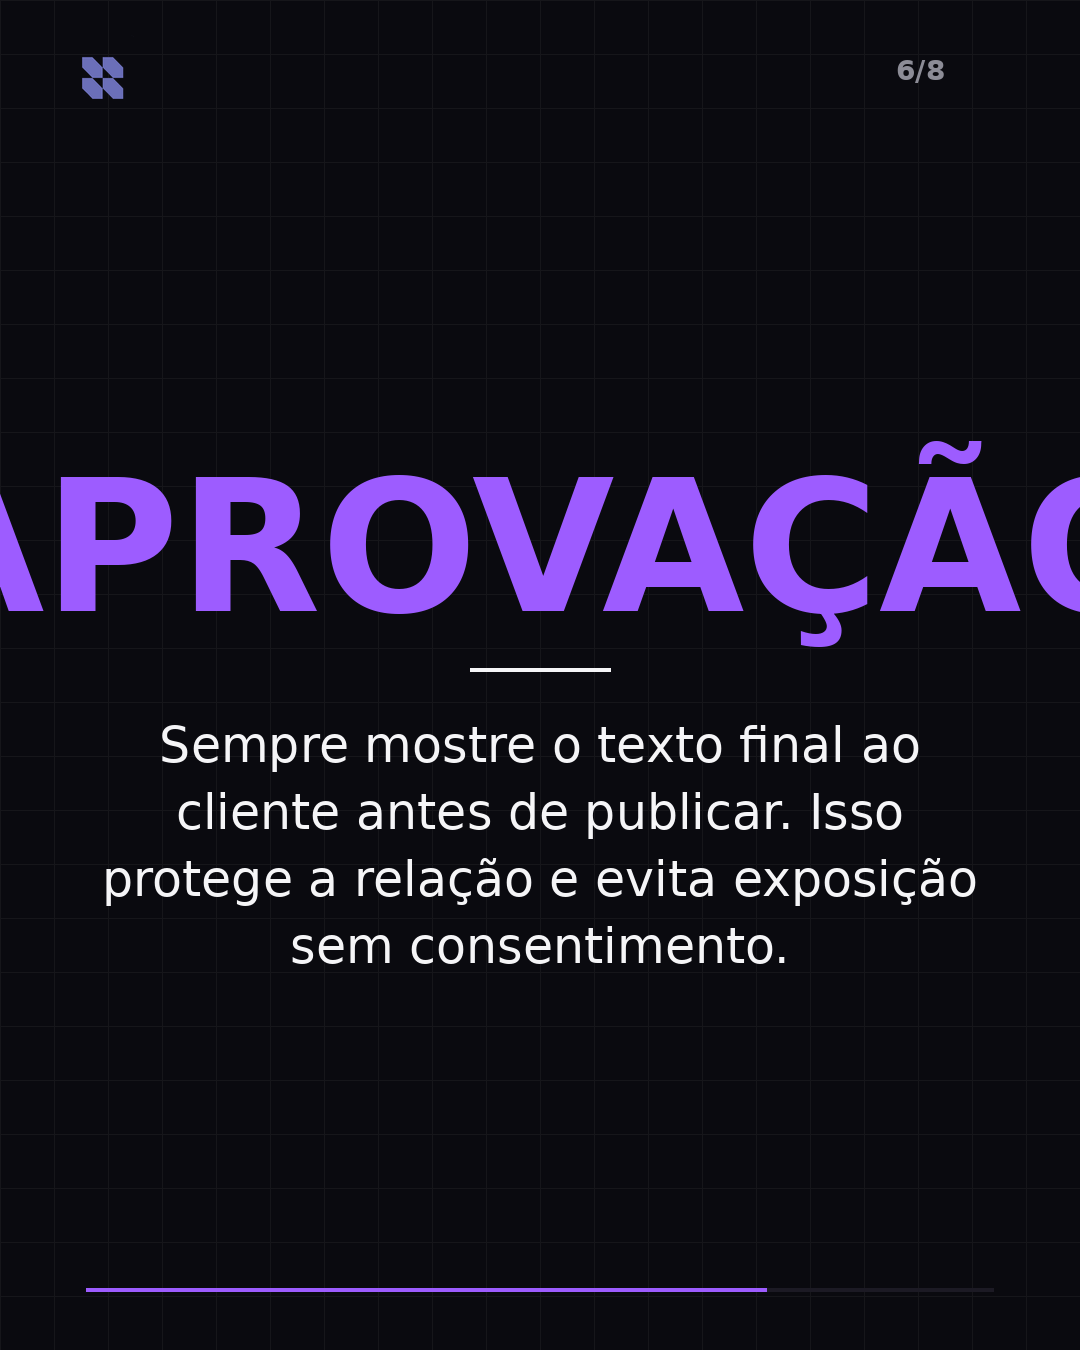 6/8
APROVAÇÃO
Sempre mostre o texto final ao
cliente antes de publicar. Isso
protege a relação e evita exposição
sem consentimento.